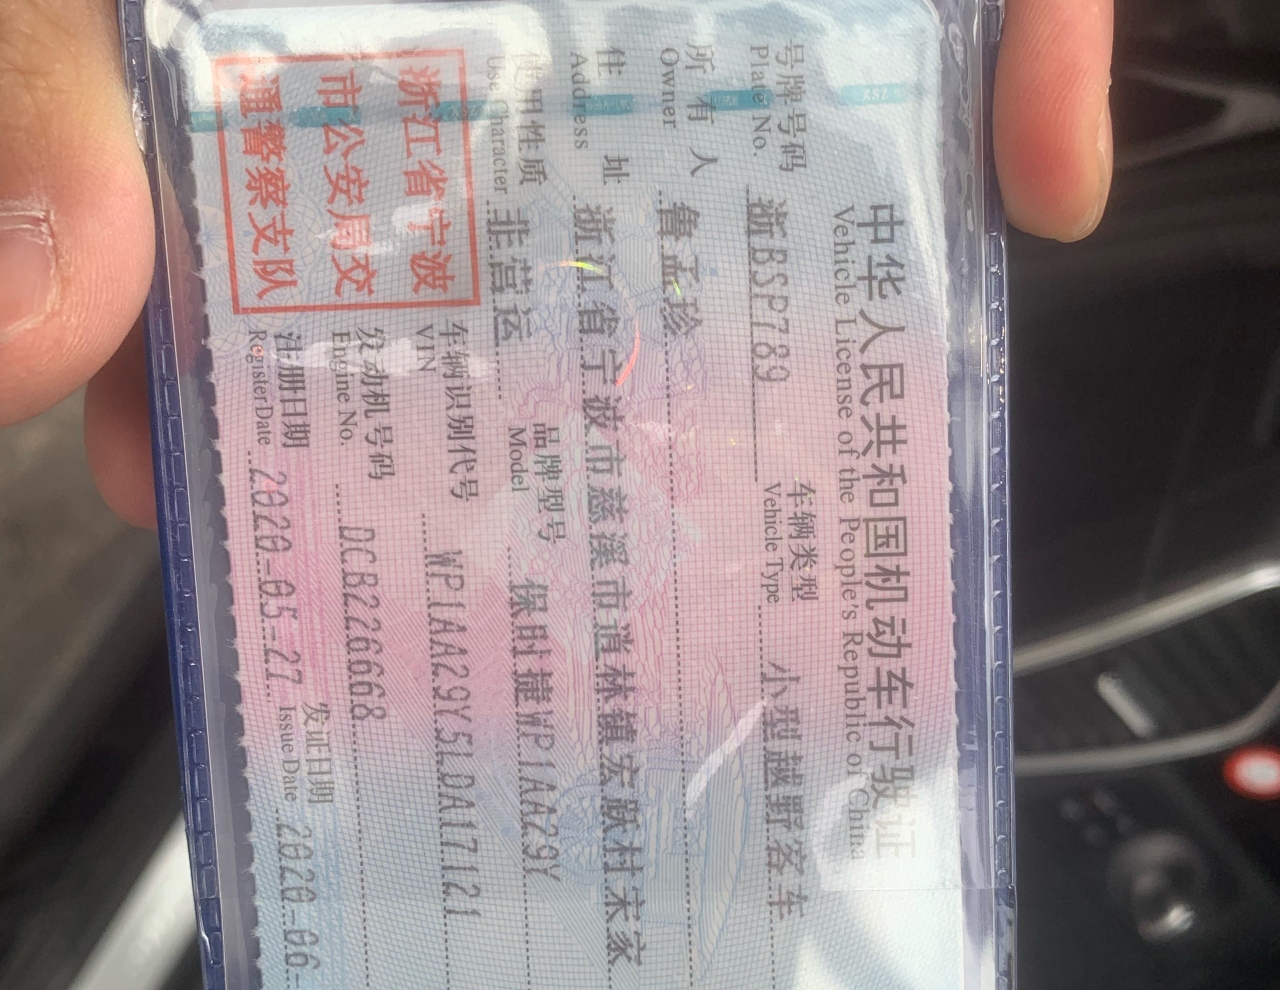 中华人民共和国机动车行驶证
Vehicle License of the People's Republic of China
号牌号码 浙BSP789 车辆类型 小型越野客车
Plate No. Vehicle Type
所有人 鲁孟珍
Owner
住址 浙江省宁波市慈溪市逍林镇宏跃村宋家
Address
使用性质 非营运 品牌型号 保时捷WP1AA29Y
Use Character Model
浙江省宁波
市公安局交
通警察支队
车辆识别代号 WP1AA29Y5LDA17121
VIN
发动机号码 DCB226668
Engine No.
注册日期 2020-05-27 发证日期 2020-06-
Register Date Issue Date